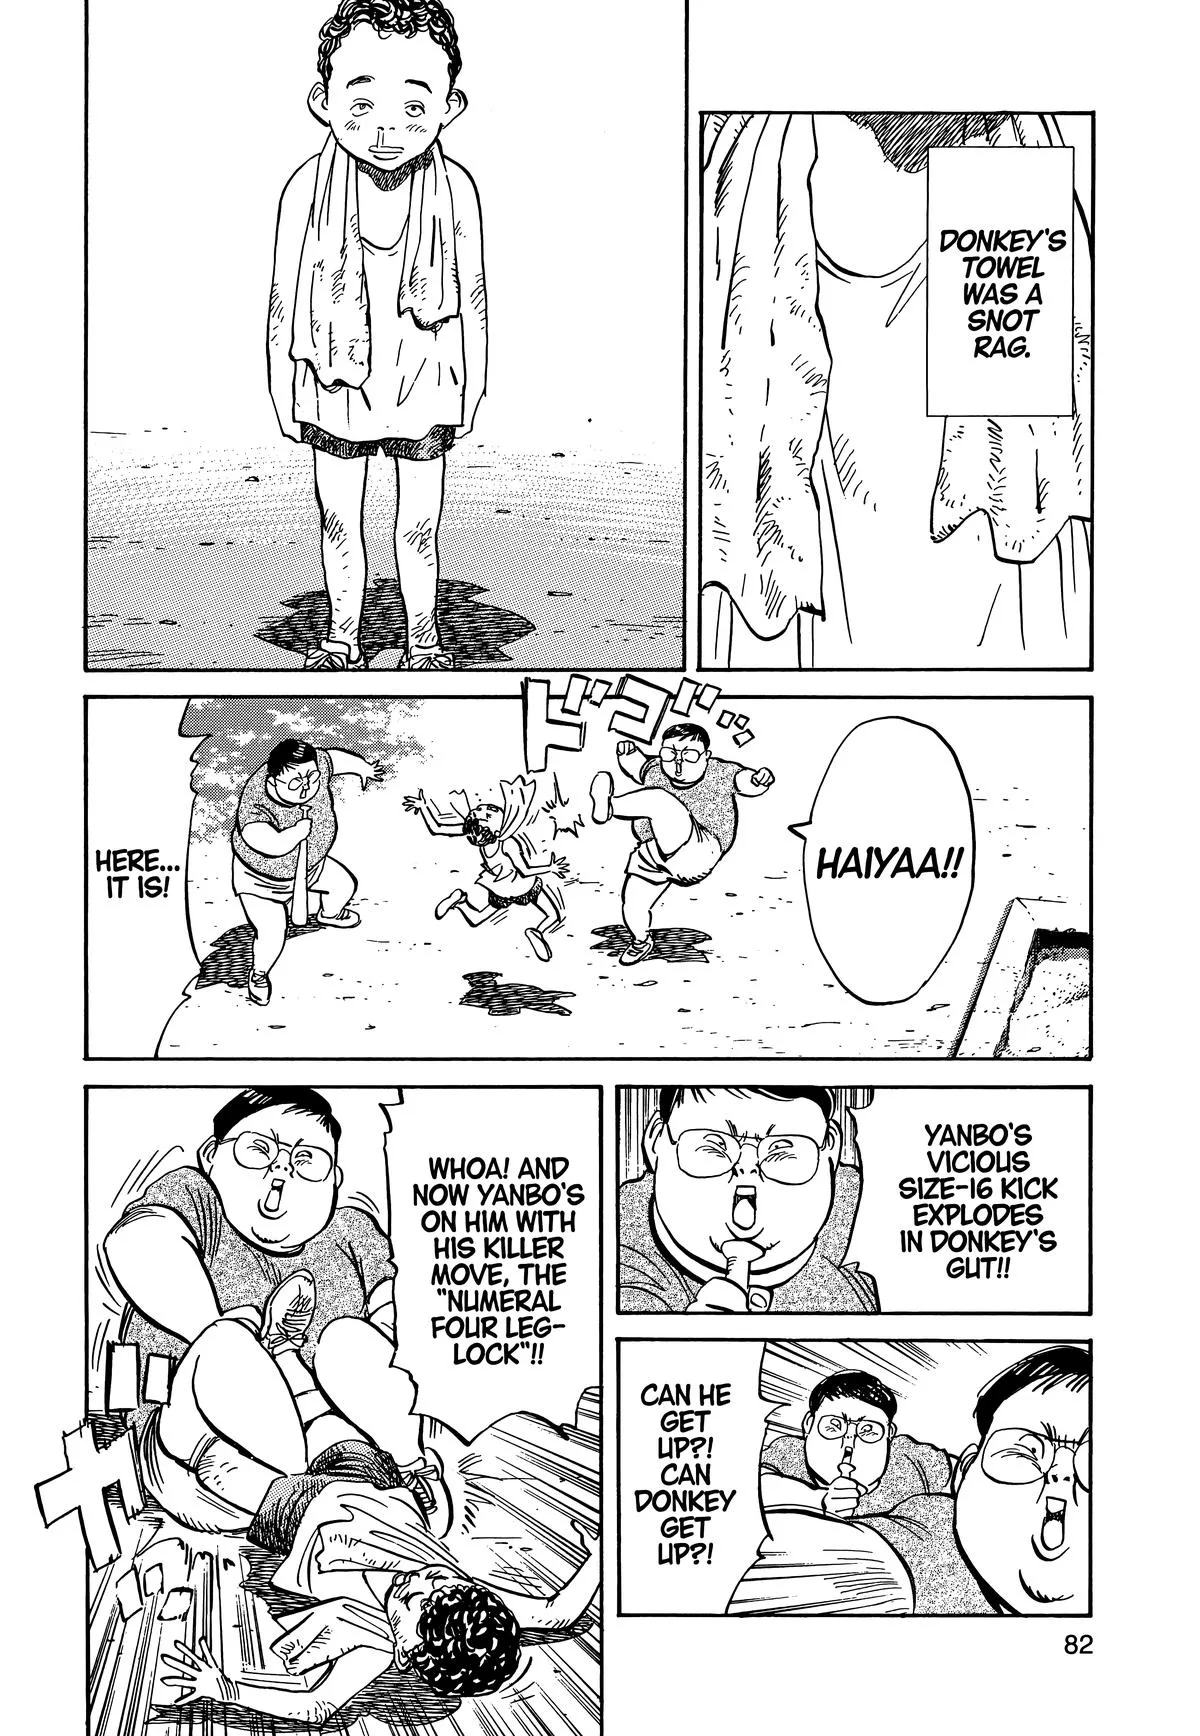 DONKEY'S
TOWEL
WAS A
SNOT
RAG.
ドコドッ
HAIYAA!!
HERE...
IT IS!
YANBO'S
VICIOUS
SIZE-16 KICK
EXPLODES
IN DONKEY'S
GUT!!
CAN HE
GET
UP?!
CAN
DONKEY
GET
UP?!
WHOA! AND
NOW YANBO'S
ON HIM WITH
HIS KILLER
MOVE, THE
"NUMERAL
FOUR LEG-
LOCK"!!
82